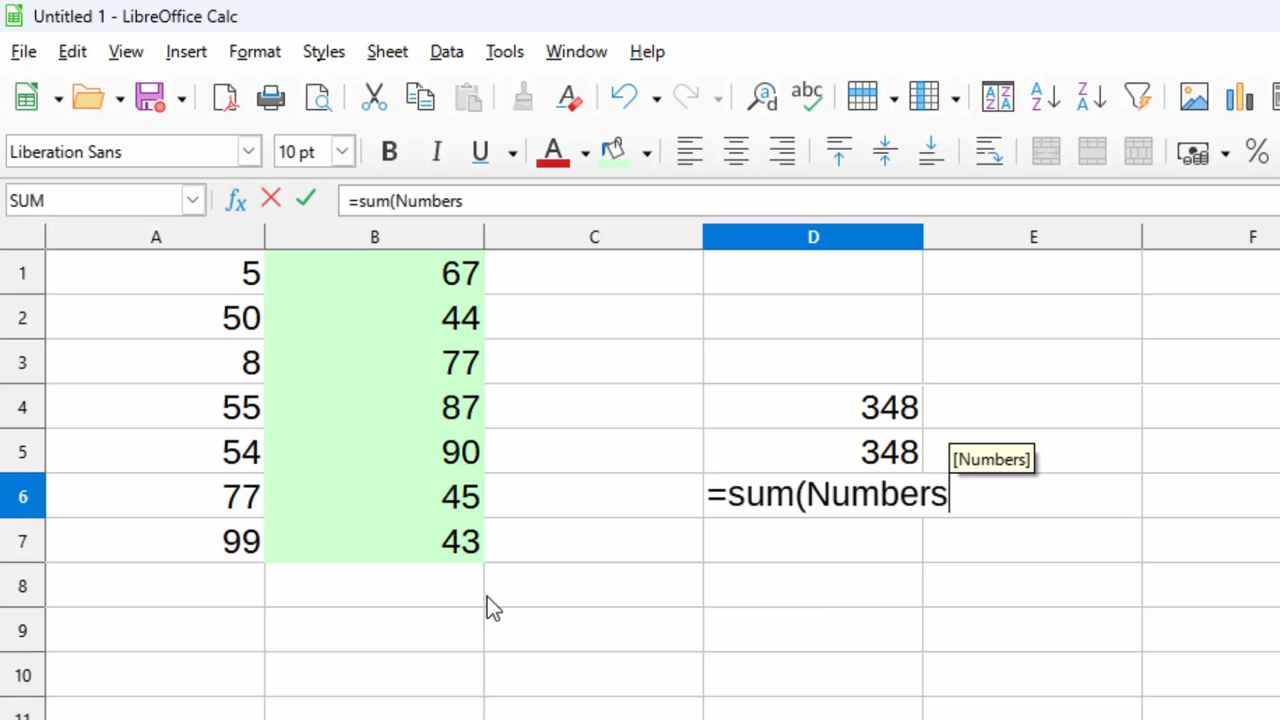 Untitled 1 - LibreOffice Calc
File Edit View Insert Format Styles Sheet Data Tools Window Help
Liberation Sans 10 pt B I U A %
SUM fx =sum(Numbers
A B C D E F
1 5 67
2 50 44
3 8 77
4 55 87 348
5 54 90 348 [Numbers]
6 77 45 =sum(Numbers
7 99 43
8
9
10
11